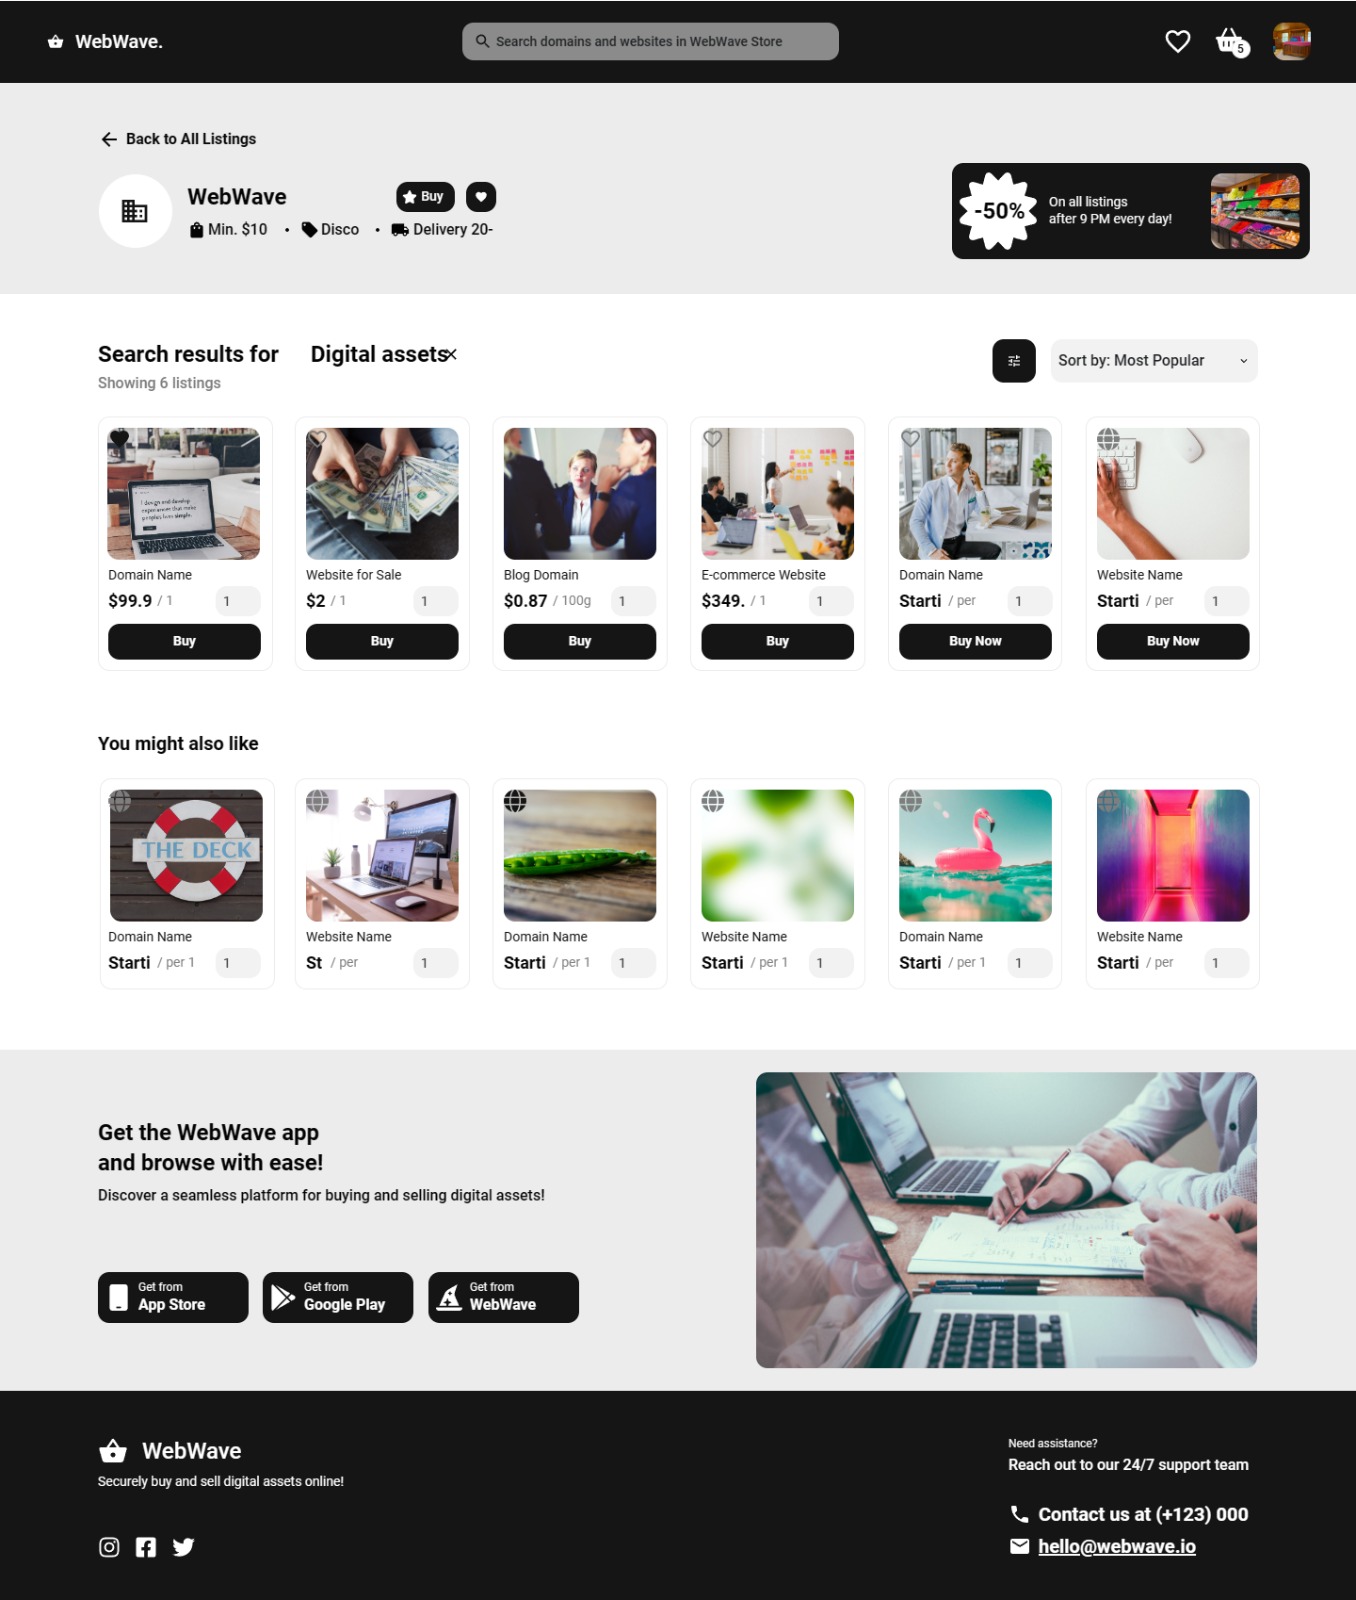 WebWave.
Search domains and websites in WebWave Store
5
Back to All Listings
WebWave
Buy
Min. $10 • Disco • Delivery 20-
-50%
On all listings
after 9 PM every day!
Search results for Digital assets
Showing 6 listings
Sort by: Most Popular
I design and develop
experiences that make
peoples lives simple.
Domain Name
$99.9 / 1
1
Buy
Website for Sale
$2 / 1
1
Buy
Blog Domain
$0.87 / 100g
1
Buy
E-commerce Website
$349. / 1
1
Buy
Domain Name
Starti / per
1
Buy Now
Website Name
Starti / per
1
Buy Now
You might also like
THE DECK
Domain Name
Starti / per 1
1
Website Name
St / per
1
Domain Name
Starti / per 1
1
Website Name
Starti / per 1
1
Domain Name
Starti / per 1
1
Website Name
Starti / per
1
Get the WebWave app
and browse with ease!
Discover a seamless platform for buying and selling digital assets!
Get from
App Store
Get from
Google Play
Get from
WebWave
WebWave
Securely buy and sell digital assets online!
Need assistance?
Reach out to our 24/7 support team
Contact us at (+123) 000
hello@webwave.io